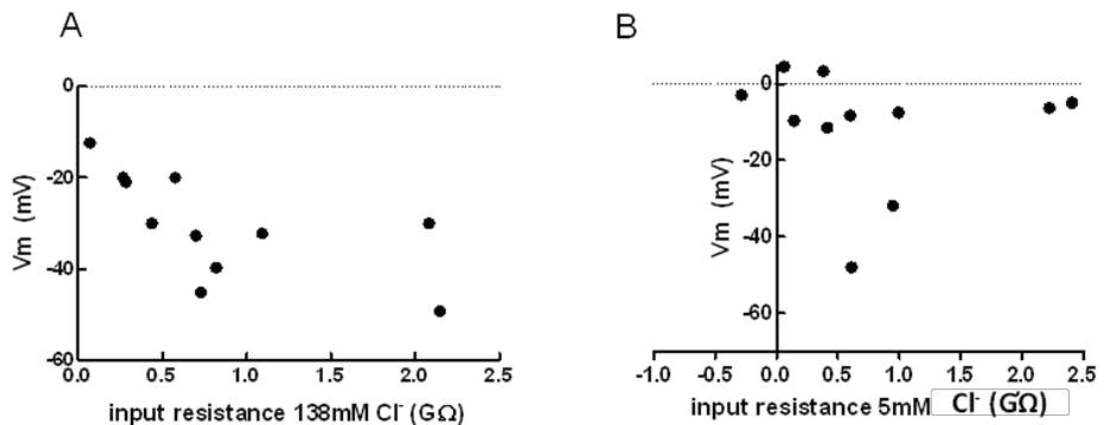 A
B
0
-20
-40
-60
Vm (mV)
0.0 0.5 1.0 1.5 2.0 2.5
input resistance 138mM Cl⁻ (GΩ)
0
-20
-40
-60
Vm (mV)
-1.0 -0.5 0.0 0.5 1.0 1.5 2.0 2.5
input resistance 5mM Cl⁻ (GΩ)